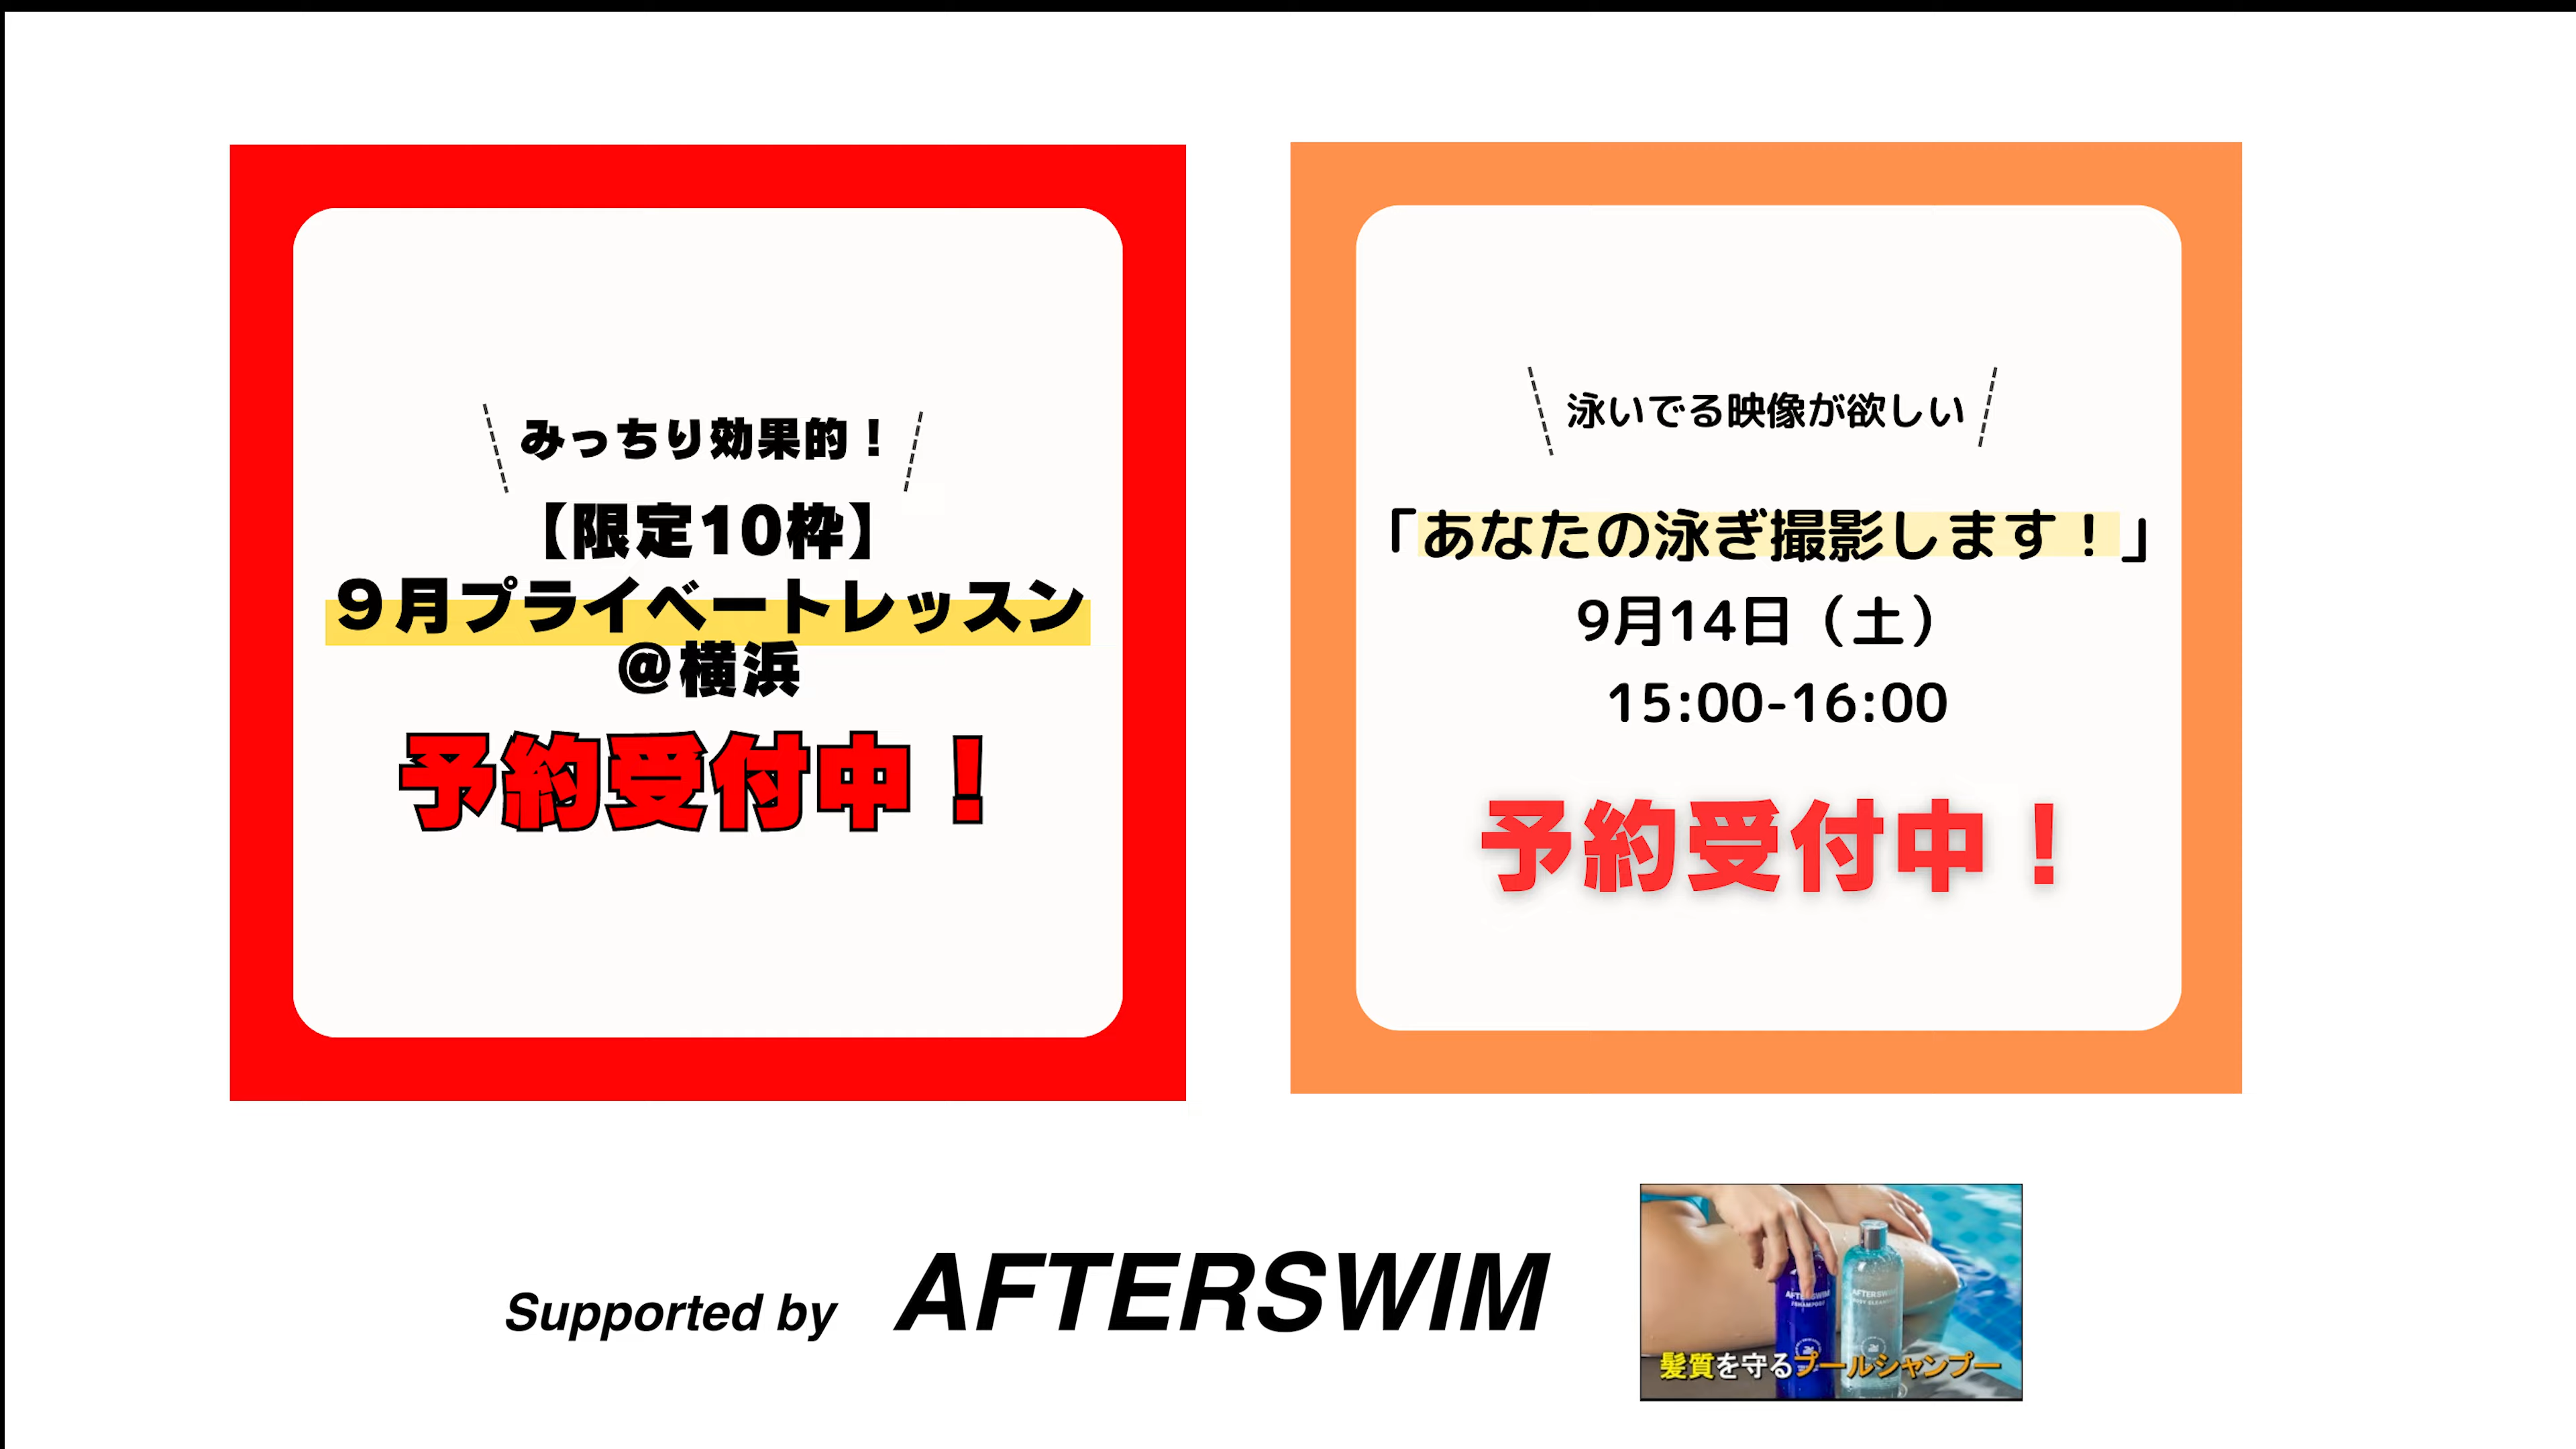 みっちり効果的！
【限定10枠】
９月プライベートレッスン
＠横浜
予約受付中！
泳いでる映像が欲しい
「あなたの泳ぎ撮影します！」
9月14日（土）
15:00-16:00
予約受付中！
Supported by AFTERSWIM
AFTERSWIM
AFTERSWIM
髪質を守るプールシャンプー